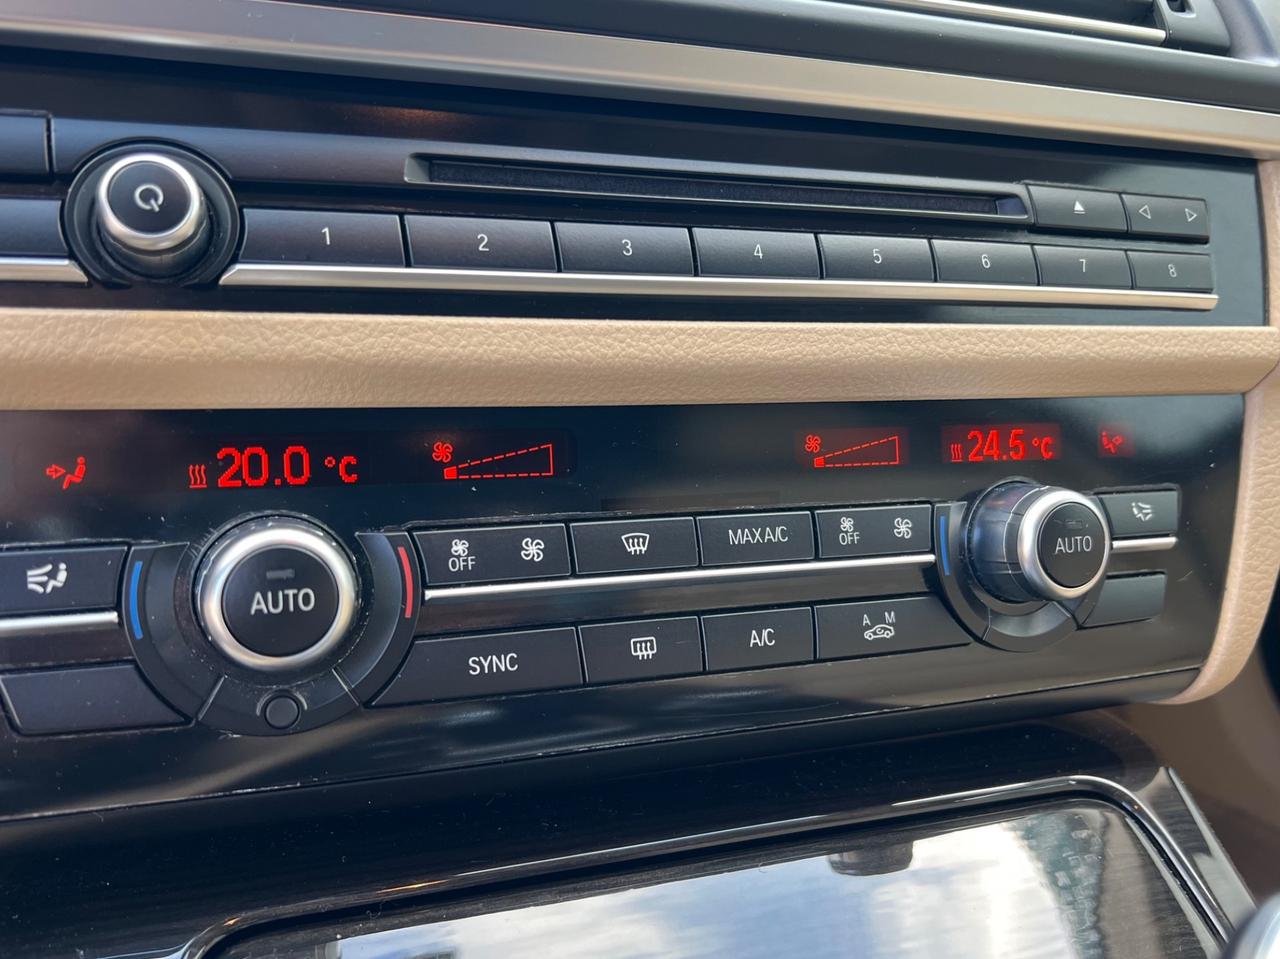 1 2 3 4 5 6 7 8
20.0 °C 24.5 °C
OFF MAX A/C OFF
AUTO AUTO
SYNC A/C A M